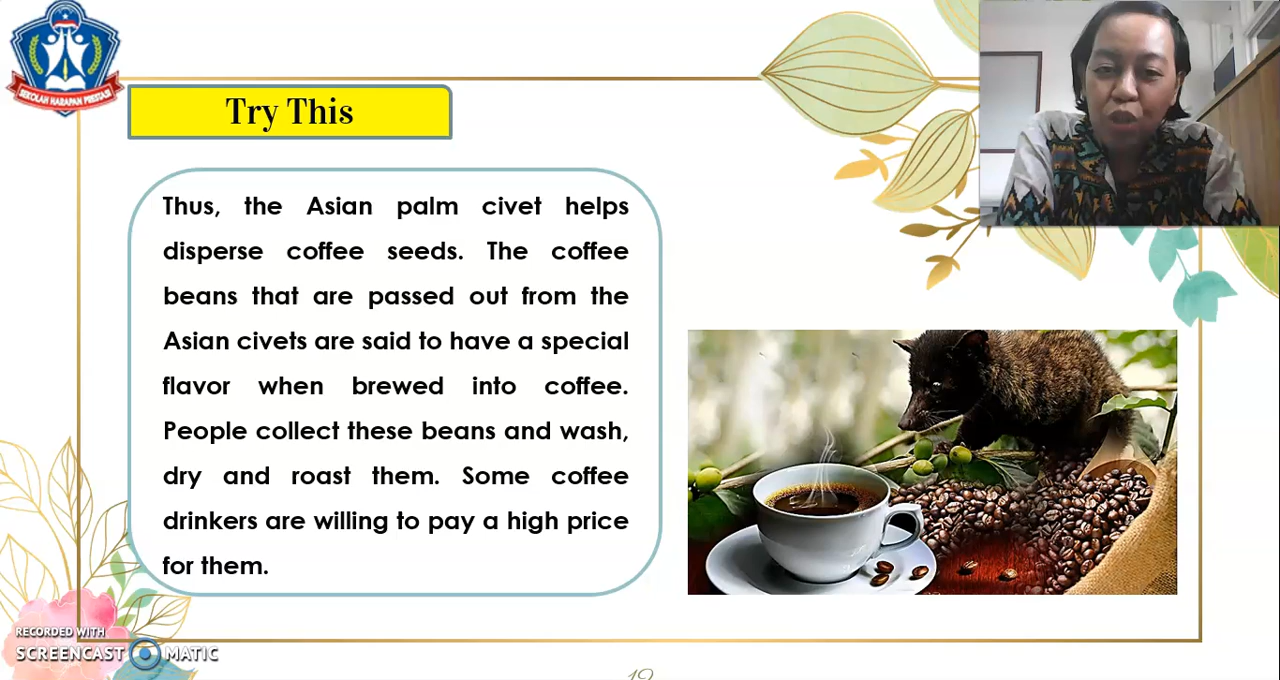 SEKOLAH HARAPAN PRESTASI
Try This
Thus, the Asian palm civet helps
disperse coffee seeds. The coffee
beans that are passed out from the
Asian civets are said to have a special
flavor when brewed into coffee.
People collect these beans and wash,
dry and roast them. Some coffee
drinkers are willing to pay a high price
for them.
RECORDED WITH
SCREENCAST MATIC